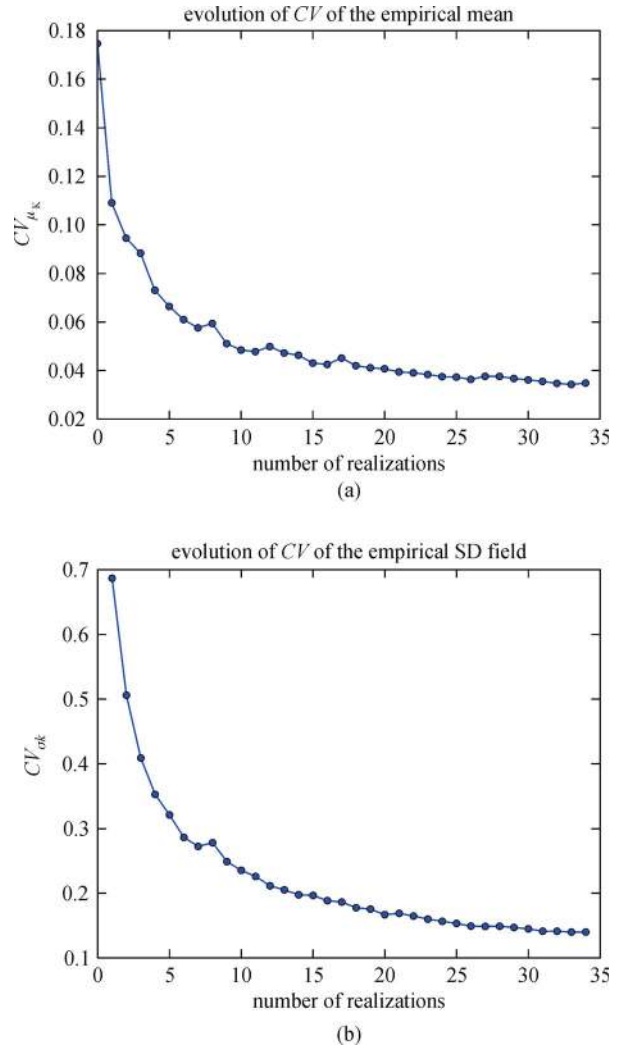 evolution of CV of the empirical mean
0.18
0.16
0.14
0.12
0.10
0.08
0.06
0.04
0.02
CV_μK
0 5 10 15 20 25 30 35
number of realizations
(a)
evolution of CV of the empirical SD field
0.7
0.6
0.5
0.4
0.3
0.2
0.1
CV_σk
0 5 10 15 20 25 30 35
number of realizations
(b)